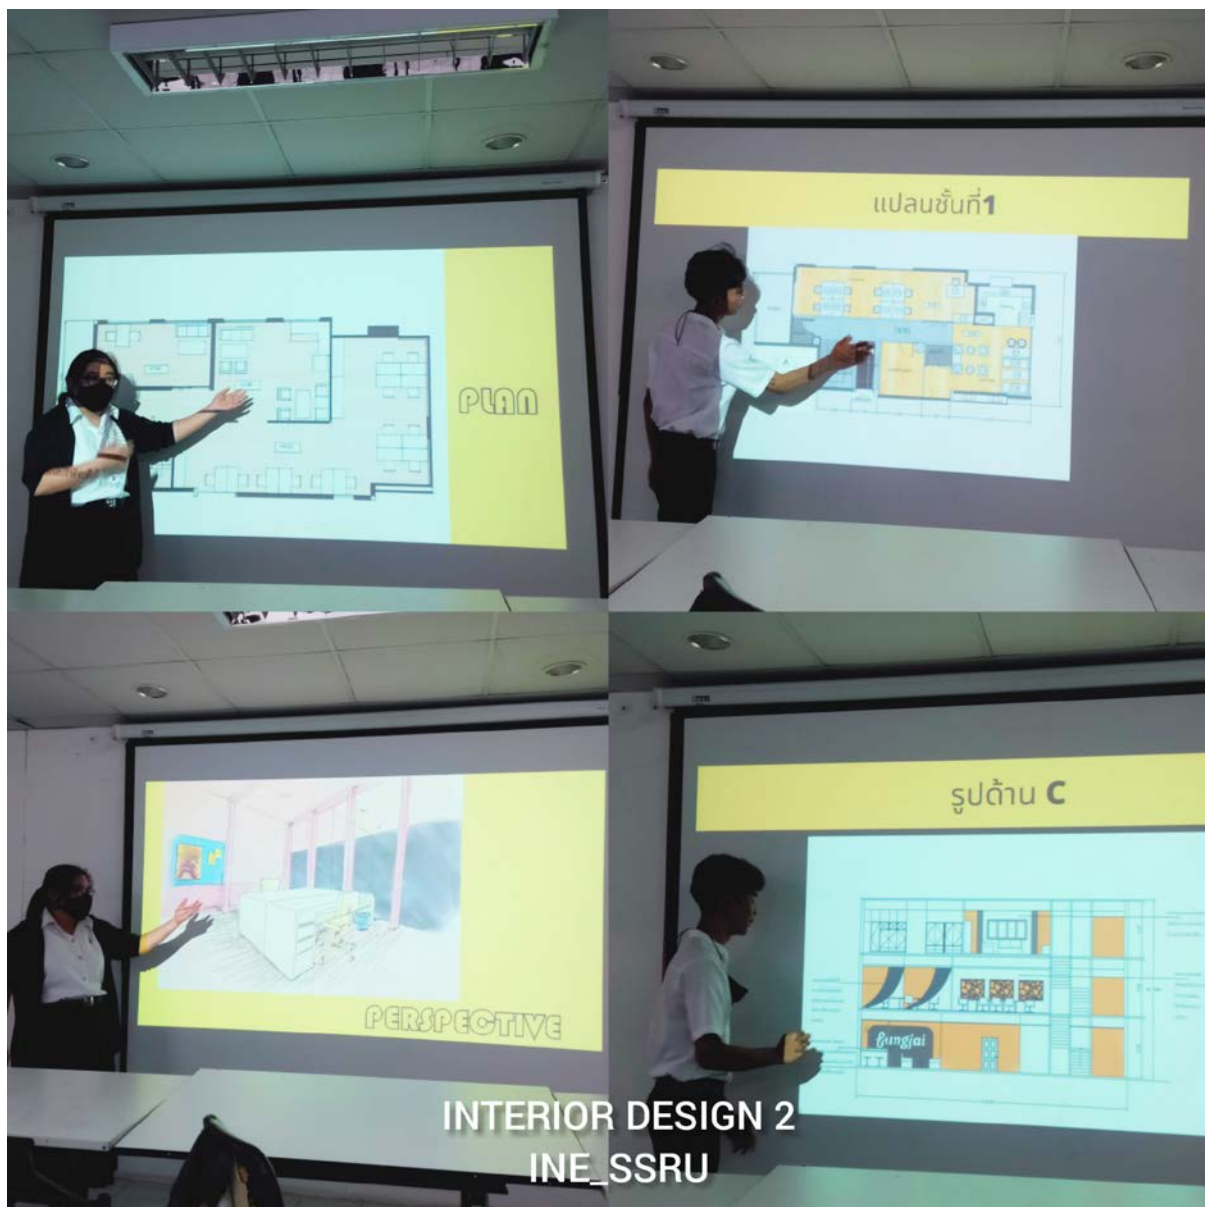 PLAN
แปลนชั้นที่1
PERSPECTIVE
รูปด้าน C
Eungjai
INTERIOR DESIGN 2
INE_SSRU